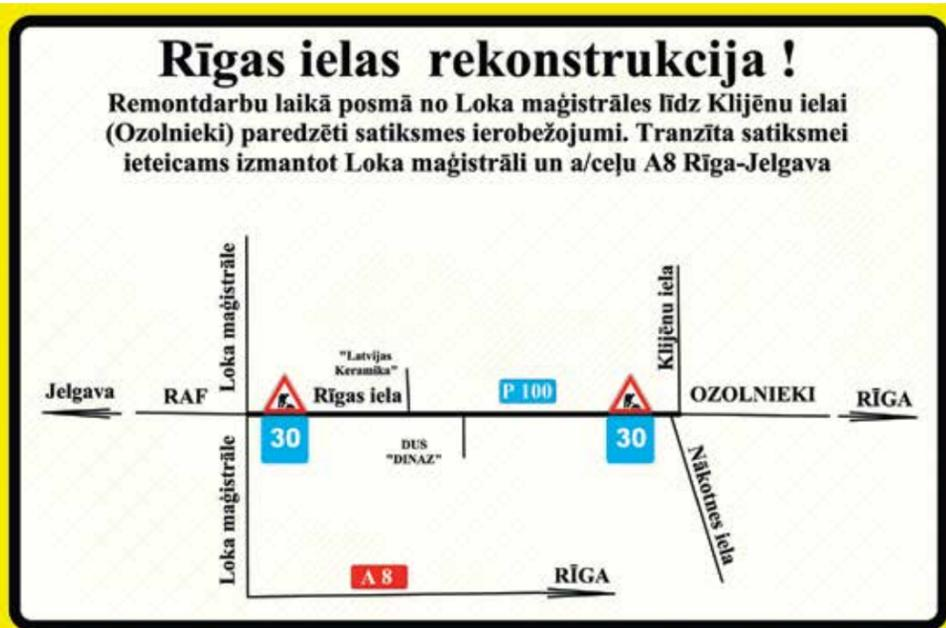 Rīgas ielas rekonstrukcija !
Remontdarbu laikā posmā no Loka maģistrāles līdz Klijēnu ielai
(Ozolnieki) paredzēti satiksmes ierobežojumi. Tranzīta satiksmei
ieteicams izmantot Loka maģistrāli un a/ceļu A8 Rīga-Jelgava
Loka maģistrāle
Klijēnu iela
"Latvijas
Keramika"
Jelgava
RAF
Rīgas iela
P 100
OZOLNIEKI
RĪGA
30
30
DUS
"DINAZ"
Loka maģistrāle
Nākotnes iela
A 8
RĪGA